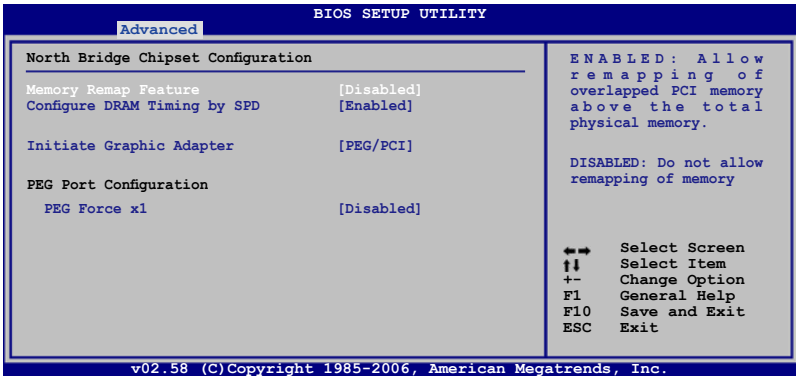 BIOS SETUP UTILITY
Advanced
North Bridge Chipset Configuration
Memory Remap Feature [Disabled]
Configure DRAM Timing by SPD [Enabled]
Initiate Graphic Adapter [PEG/PCI]
PEG Port Configuration
PEG Force x1 [Disabled]
ENABLED: Allow
remapping of
overlapped PCI memory
above the total
physical memory.
DISABLED: Do not allow
remapping of memory
←→ Select Screen
↑↓ Select Item
+- Change Option
F1 General Help
F10 Save and Exit
ESC Exit
v02.58 (C)Copyright 1985-2006, American Megatrends, Inc.